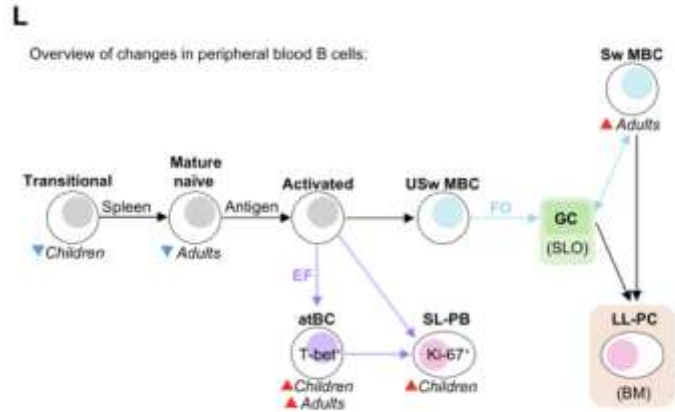 L
Overview of changes in peripheral blood B cells:
Sw MBC
▲ Adults
Transitional
Spleen
▼ Children
Mature
naïve
Antigen
▼ Adults
Activated
USw MBC
FO
GC
(SLO)
EF
atBC
T-bet⁺
▲ Children
▲ Adults
SL-PB
Ki-67⁺
▲ Children
LL-PC
(BM)